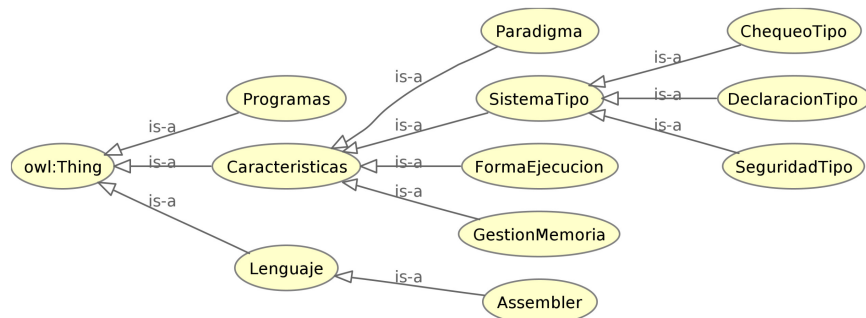 Paradigma
ChequeoTipo
is-a
is-a
Programas
SistemaTipo
is-a
DeclaracionTipo
is-a
is-a
is-a
owl:Thing
is-a
Caracteristicas
is-a
FormaEjecucion
SeguridadTipo
is-a
is-a
GestionMemoria
Lenguaje
is-a
Assembler